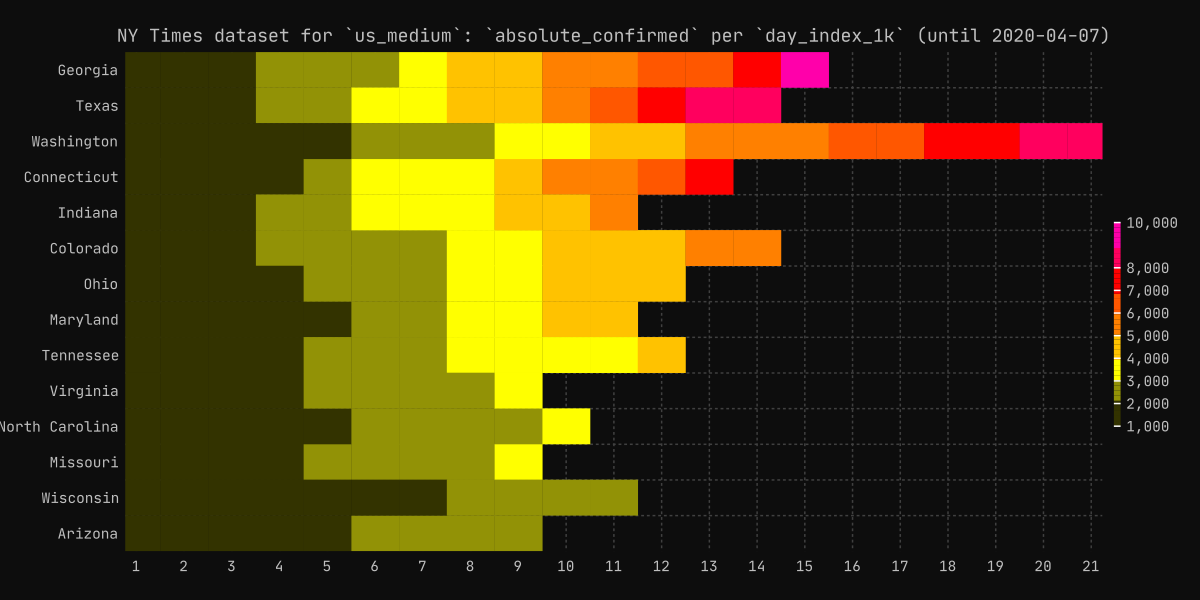 NY Times dataset for `us_medium`: `absolute_confirmed` per `day_index_1k` (until 2020-04-07)
Georgia
Texas
Washington
Connecticut
Indiana
Colorado
Ohio
Maryland
Tennessee
Virginia
North Carolina
Missouri
Wisconsin
Arizona
1 2 3 4 5 6 7 8 9 10 11 12 13 14 15 16 17 18 19 20 21
10,000
8,000
7,000
6,000
5,000
4,000
3,000
2,000
1,000